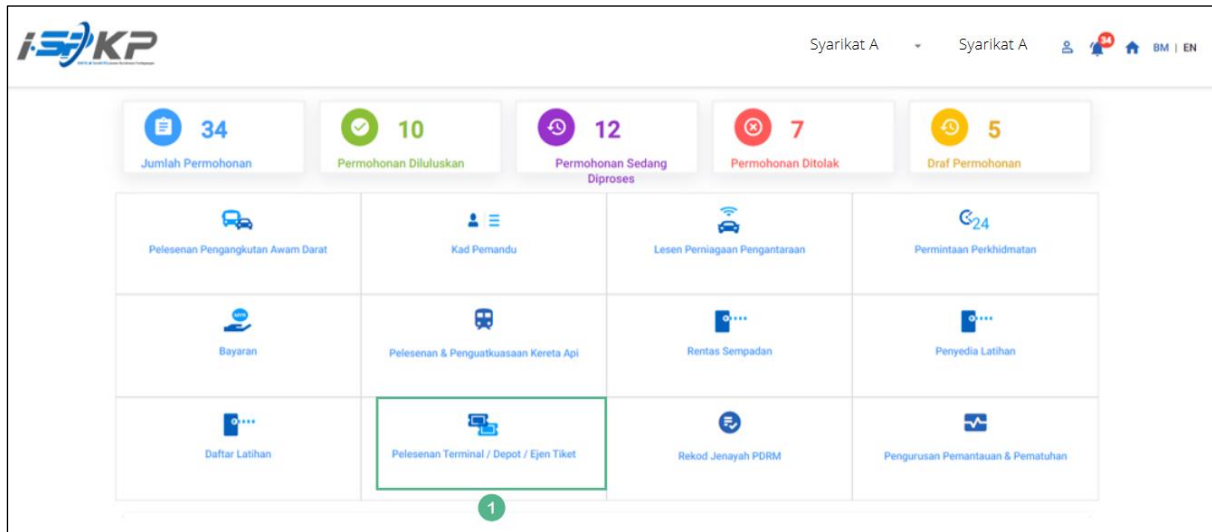 i-SPKP
Syarikat A Syarikat A 34 BM | EN
34 10 12 7 5
Jumlah Permohonan Permohonan Diluluskan Permohonan Sedang Diproses Permohonan Ditolak Draf Permohonan
Pelesenan Pengangkutan Awam Darat Kad Pemandu Lesen Perniagaan Pengantaraan 24 Permintaan Perkhidmatan
Bayaran Pelesenan & Penguatkuasaan Kereta Api Rentas Sempadan Penyedia Latihan
Daftar Latihan Pelesenan Terminal / Depot / Ejen Tiket Rekod Jenayah PDRM Pengurusan Pemantauan & Pematuhan
1